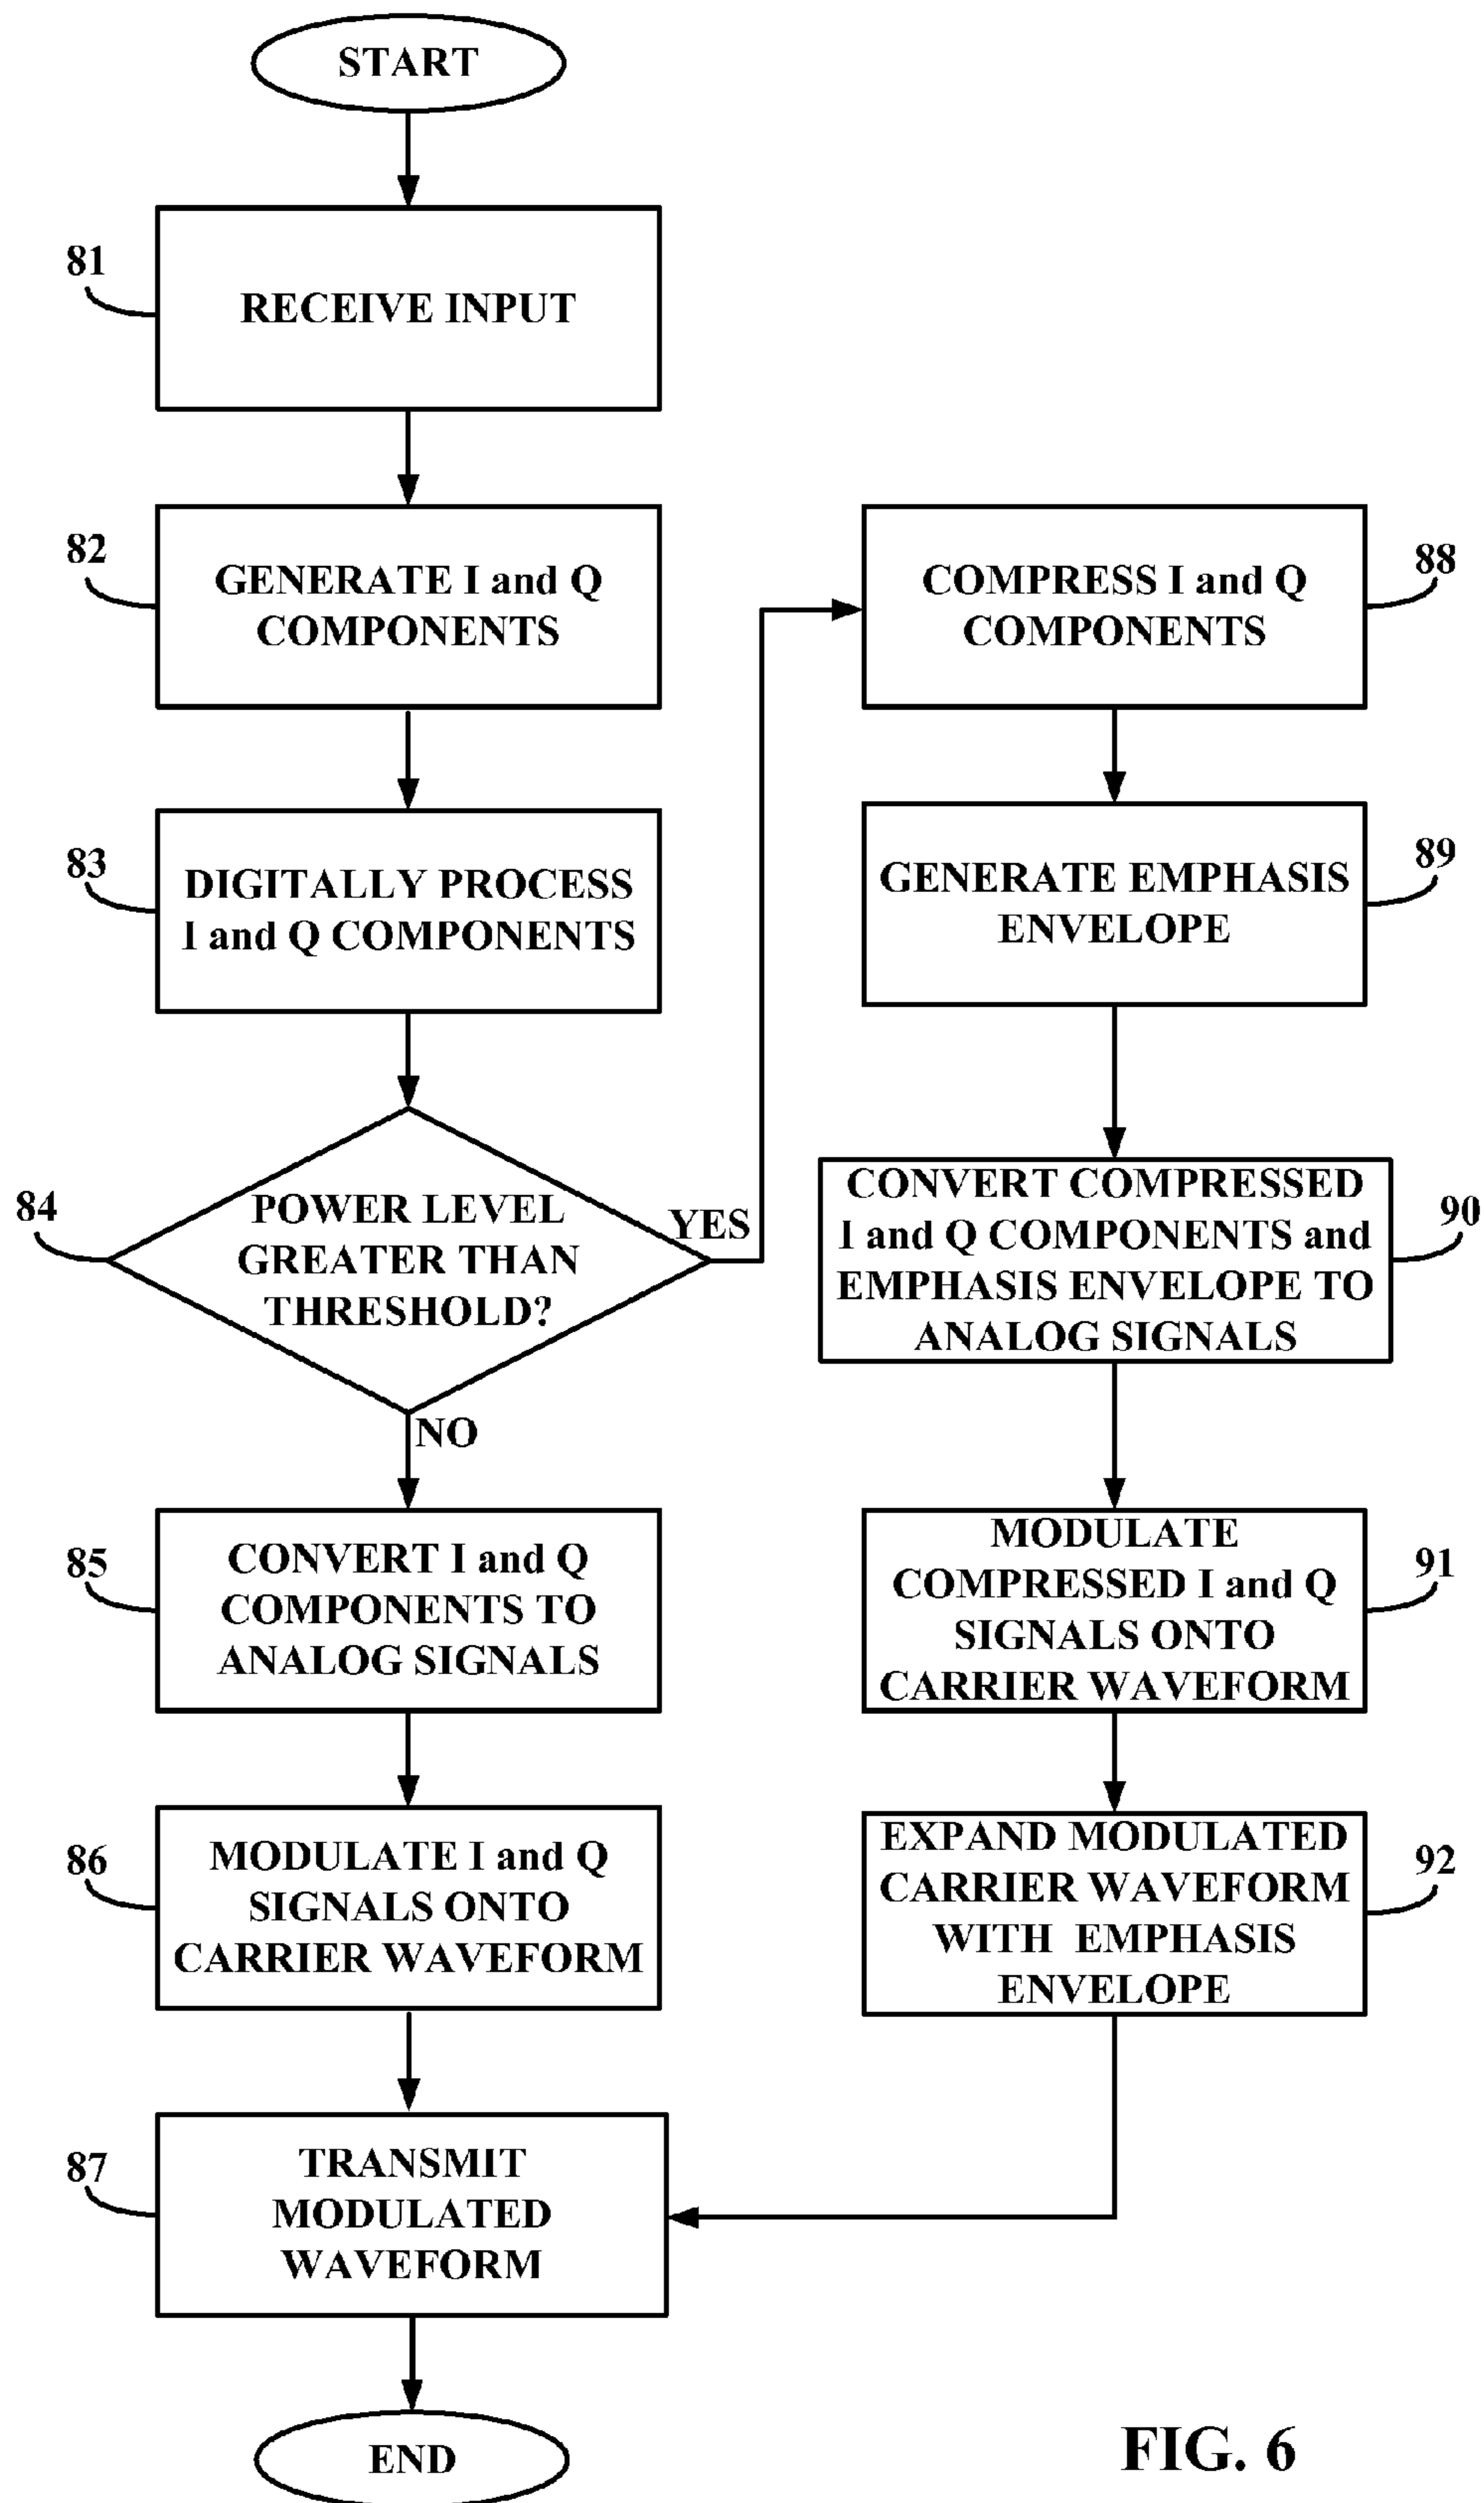 START
81
RECEIVE INPUT
82
GENERATE I and Q
COMPONENTS
83
DIGITALLY PROCESS
I and Q COMPONENTS
84
POWER LEVEL
GREATER THAN
THRESHOLD?
YES
NO
85
CONVERT I and Q
COMPONENTS TO
ANALOG SIGNALS
86
MODULATE I and Q
SIGNALS ONTO
CARRIER WAVEFORM
87
TRANSMIT
MODULATED
WAVEFORM
END
88
COMPRESS I and Q
COMPONENTS
89
GENERATE EMPHASIS
ENVELOPE
90
CONVERT COMPRESSED
I and Q COMPONENTS and
EMPHASIS ENVELOPE TO
ANALOG SIGNALS
91
MODULATE
COMPRESSED I and Q
SIGNALS ONTO
CARRIER WAVEFORM
92
EXPAND MODULATED
CARRIER WAVEFORM
WITH EMPHASIS
ENVELOPE
FIG. 6